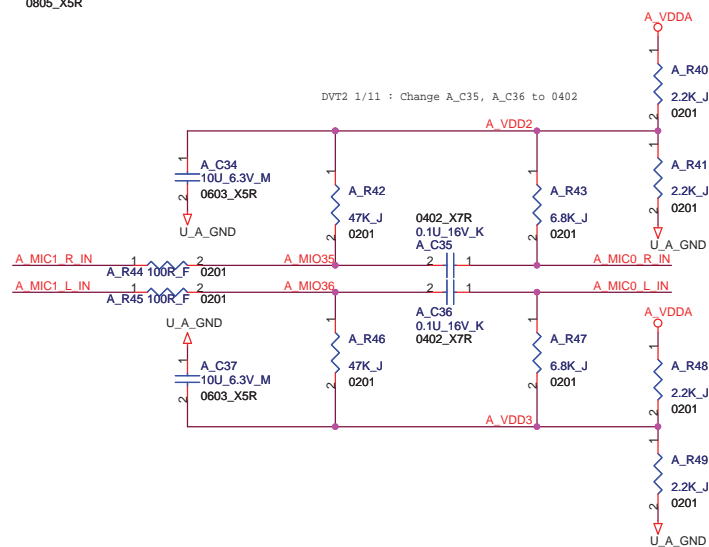 0805_X5R
A_VDDA
1
A_R40
2.2K_J
DVT2 1/11 : Change A_C35, A_C36 to 0402
2
0201
A_VDD2
1
A_C34
10U_6.3V_M
0603_X5R
2
U_A_GND
1
A_R42
47K_J
0201
2
1
A_R43
6.8K_J
0201
2
1
A_R41
2.2K_J
0201
2
U_A_GND
0402_X7R
0.1U_16V_K
A_C35
A_MIC1_R_IN
1
2
A_MIO35
2
1
A_MIC0_R_IN
A_R44 100R_F 0201
A_MIC1_L_IN
1
2
A_MIO36
2
1
A_MIC0_L_IN
A_R45 100R_F 0201
A_C36
0.1U_16V_K
0402_X7R
U_A_GND
1
A_C37
10U_6.3V_M
0603_X5R
2
1
A_R46
47K_J
0201
2
1
A_R47
6.8K_J
0201
2
A_VDDA
1
A_R48
2.2K_J
0201
2
A_VDD3
1
A_R49
2.2K_J
0201
2
U_A_GND